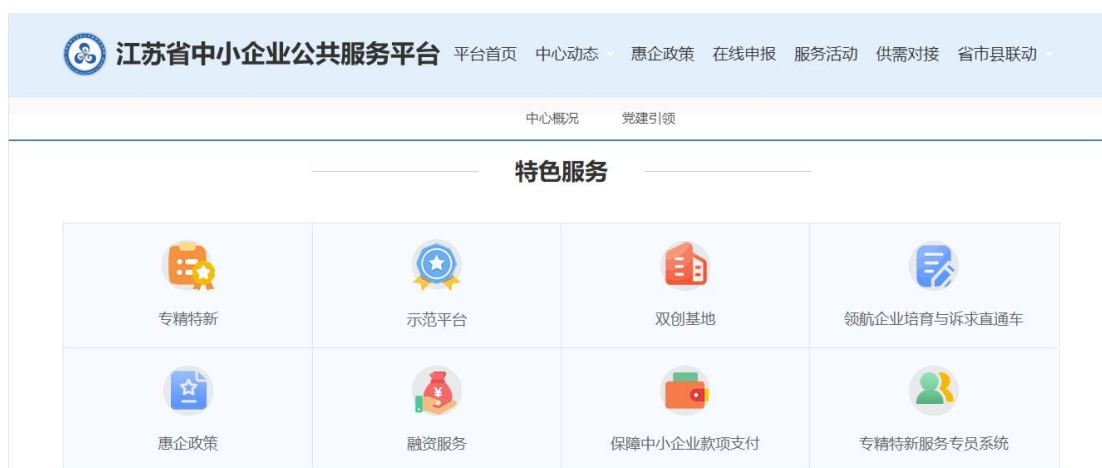 江苏省中小企业公共服务平台 平台首页 中心动态 惠企政策 在线申报 服务活动 供需对接 省市县联动
中心概况 党建引领
特色服务
专精特新 示范平台 双创基地 领航企业培育与诉求直通车
惠企政策 融资服务 保障中小企业款项支付 专精特新服务专员系统